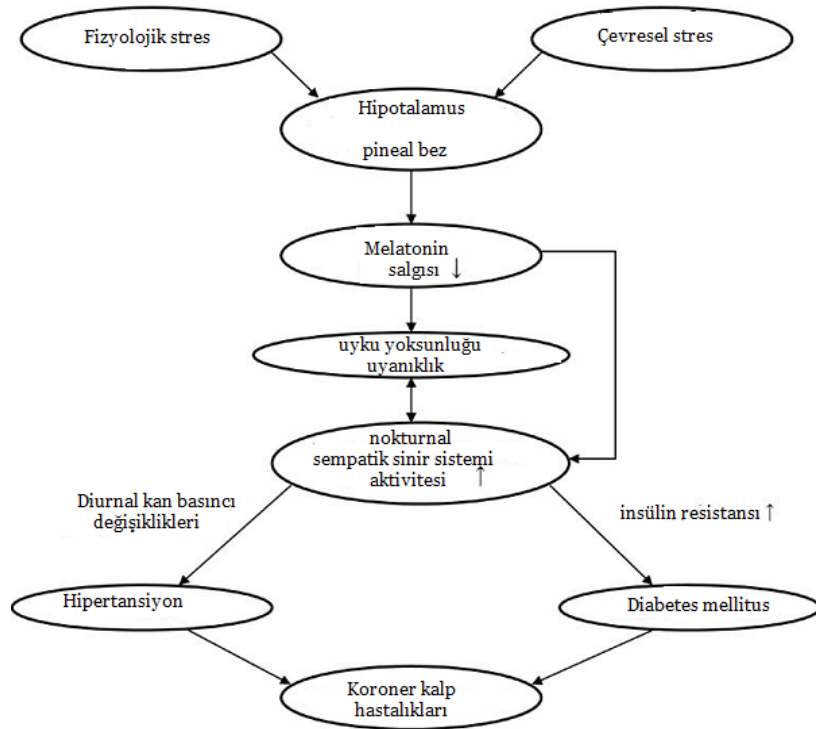 Fizyolojik stres
Çevresel stres
Hipotalamus
pineal bez
Melatonin
salgısı ↓
uyku yoksunluğu
uyanıklık
nokturnal
sempatik sinir sistemi
aktivitesi ↑
Diurnal kan basıncı
değişiklikleri
insülin resistansı ↑
Hipertansiyon
Diabetes mellitus
Koroner kalp
hastalıkları